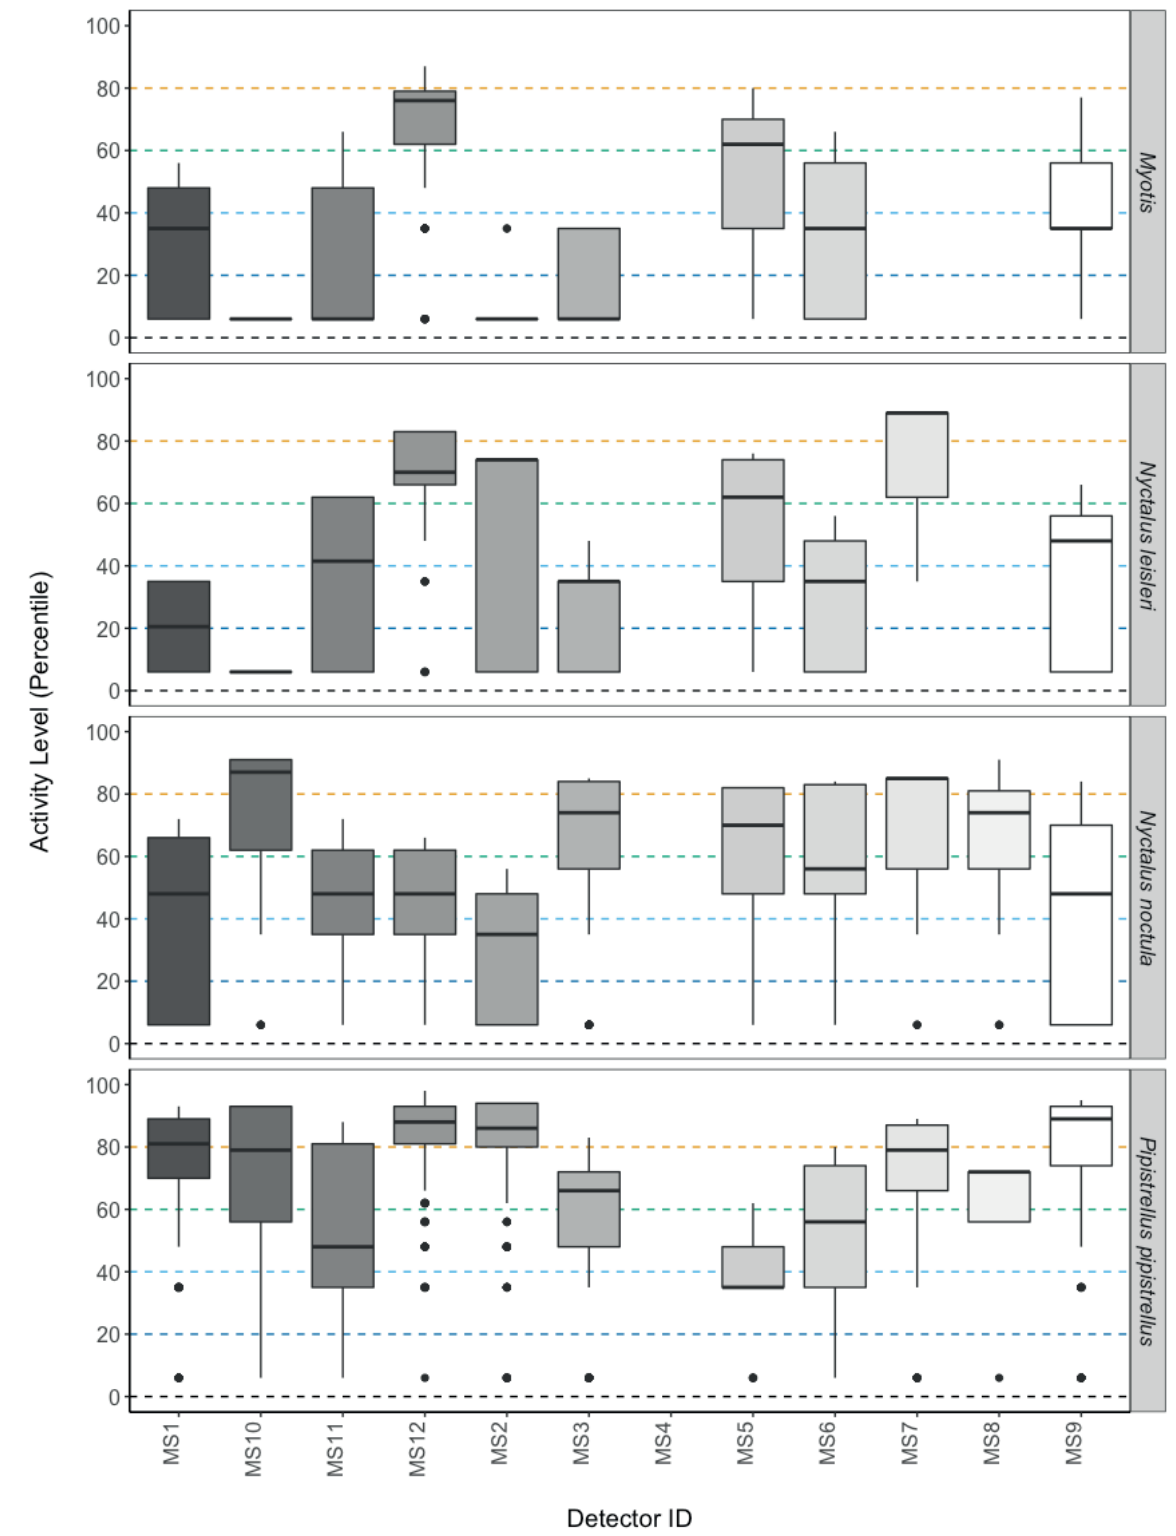 100
80
60
40
20
0
Myotis
100
80
60
40
20
0
Nyctalus leisleri
Activity Level (Percentile)
100
80
60
40
20
0
Nyctalus noctula
100
80
60
40
20
0
Pipistrellus pipistrellus
MS1
MS10
MS11
MS12
MS2
MS3
MS4
MS5
MS6
MS7
MS8
MS9
Detector ID